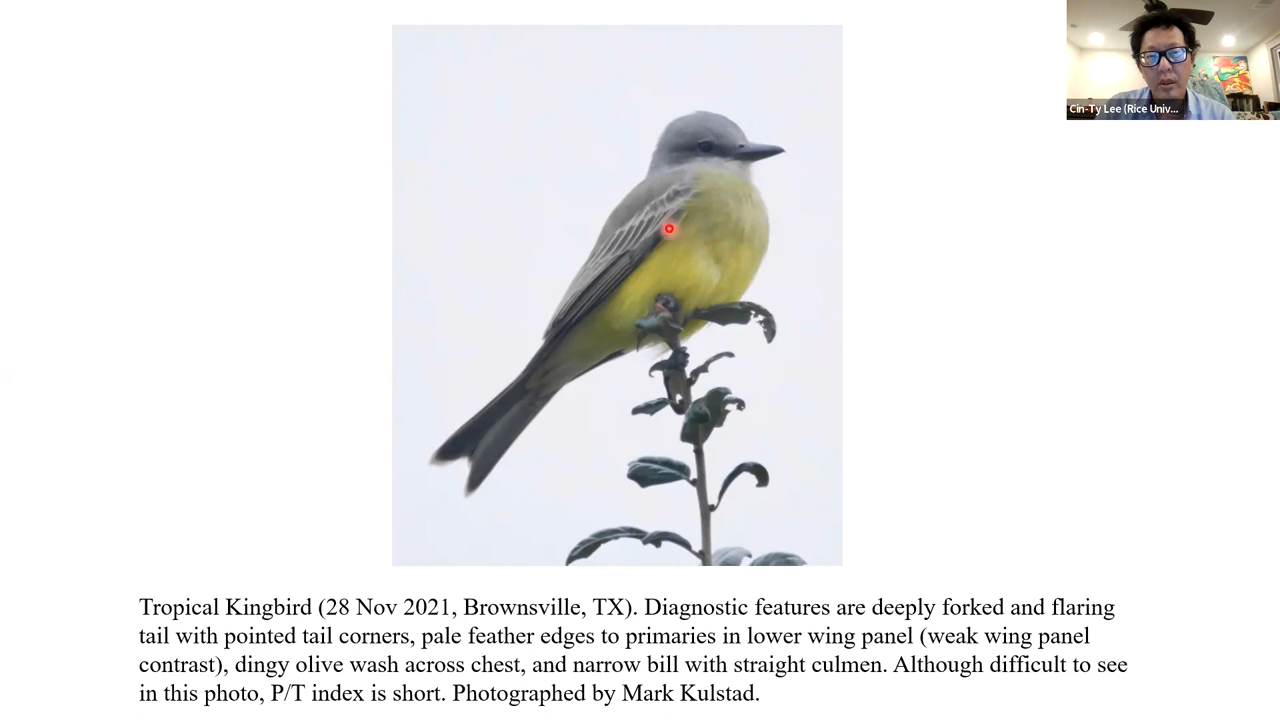 Cin-Ty Lee (Rice Univ...
Tropical Kingbird (28 Nov 2021, Brownsville, TX). Diagnostic features are deeply forked and flaring
tail with pointed tail corners, pale feather edges to primaries in lower wing panel (weak wing panel
contrast), dingy olive wash across chest, and narrow bill with straight culmen. Although difficult to see
in this photo, P/T index is short. Photographed by Mark Kulstad.